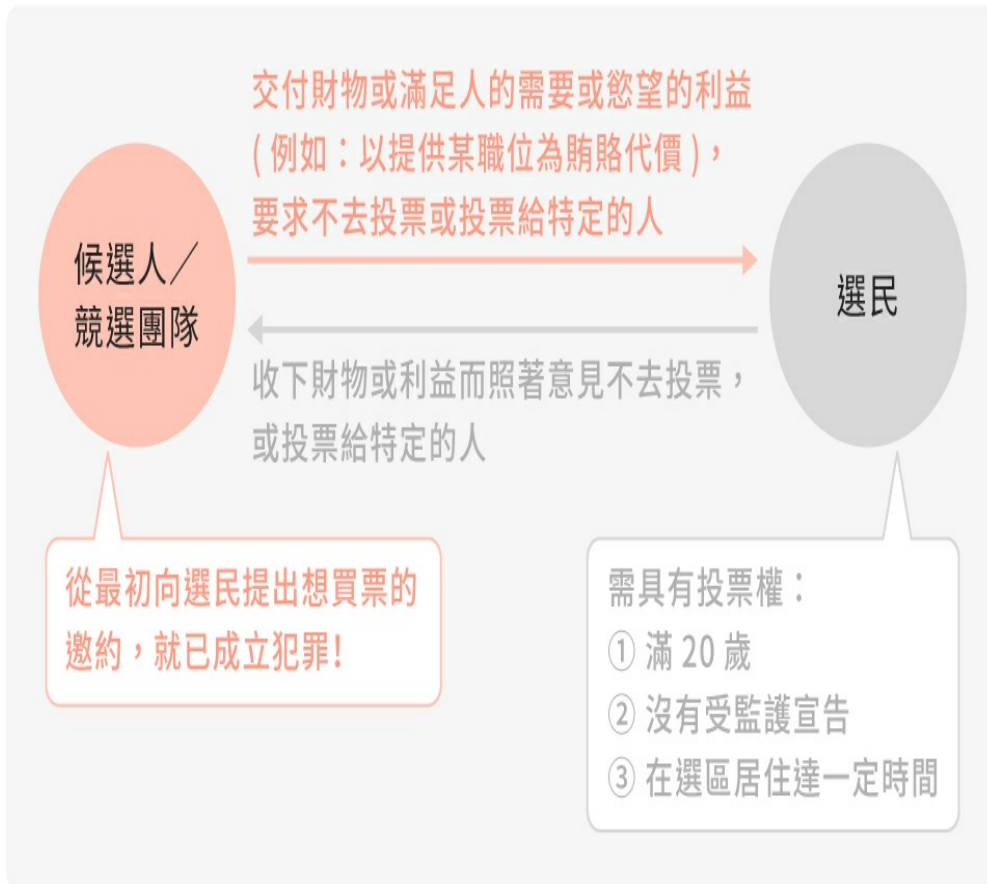 交付財物或滿足人的需要或慾望的利益
( 例如：以提供某職位為賄賂代價 )，
要求不去投票或投票給特定的人
候選人／
競選團隊
選民
收下財物或利益而照著意見不去投票，
或投票給特定的人
從最初向選民提出想買票的
邀約，就已成立犯罪!
需具有投票權：
① 滿 20 歲
② 沒有受監護宣告
③ 在選區居住達一定時間